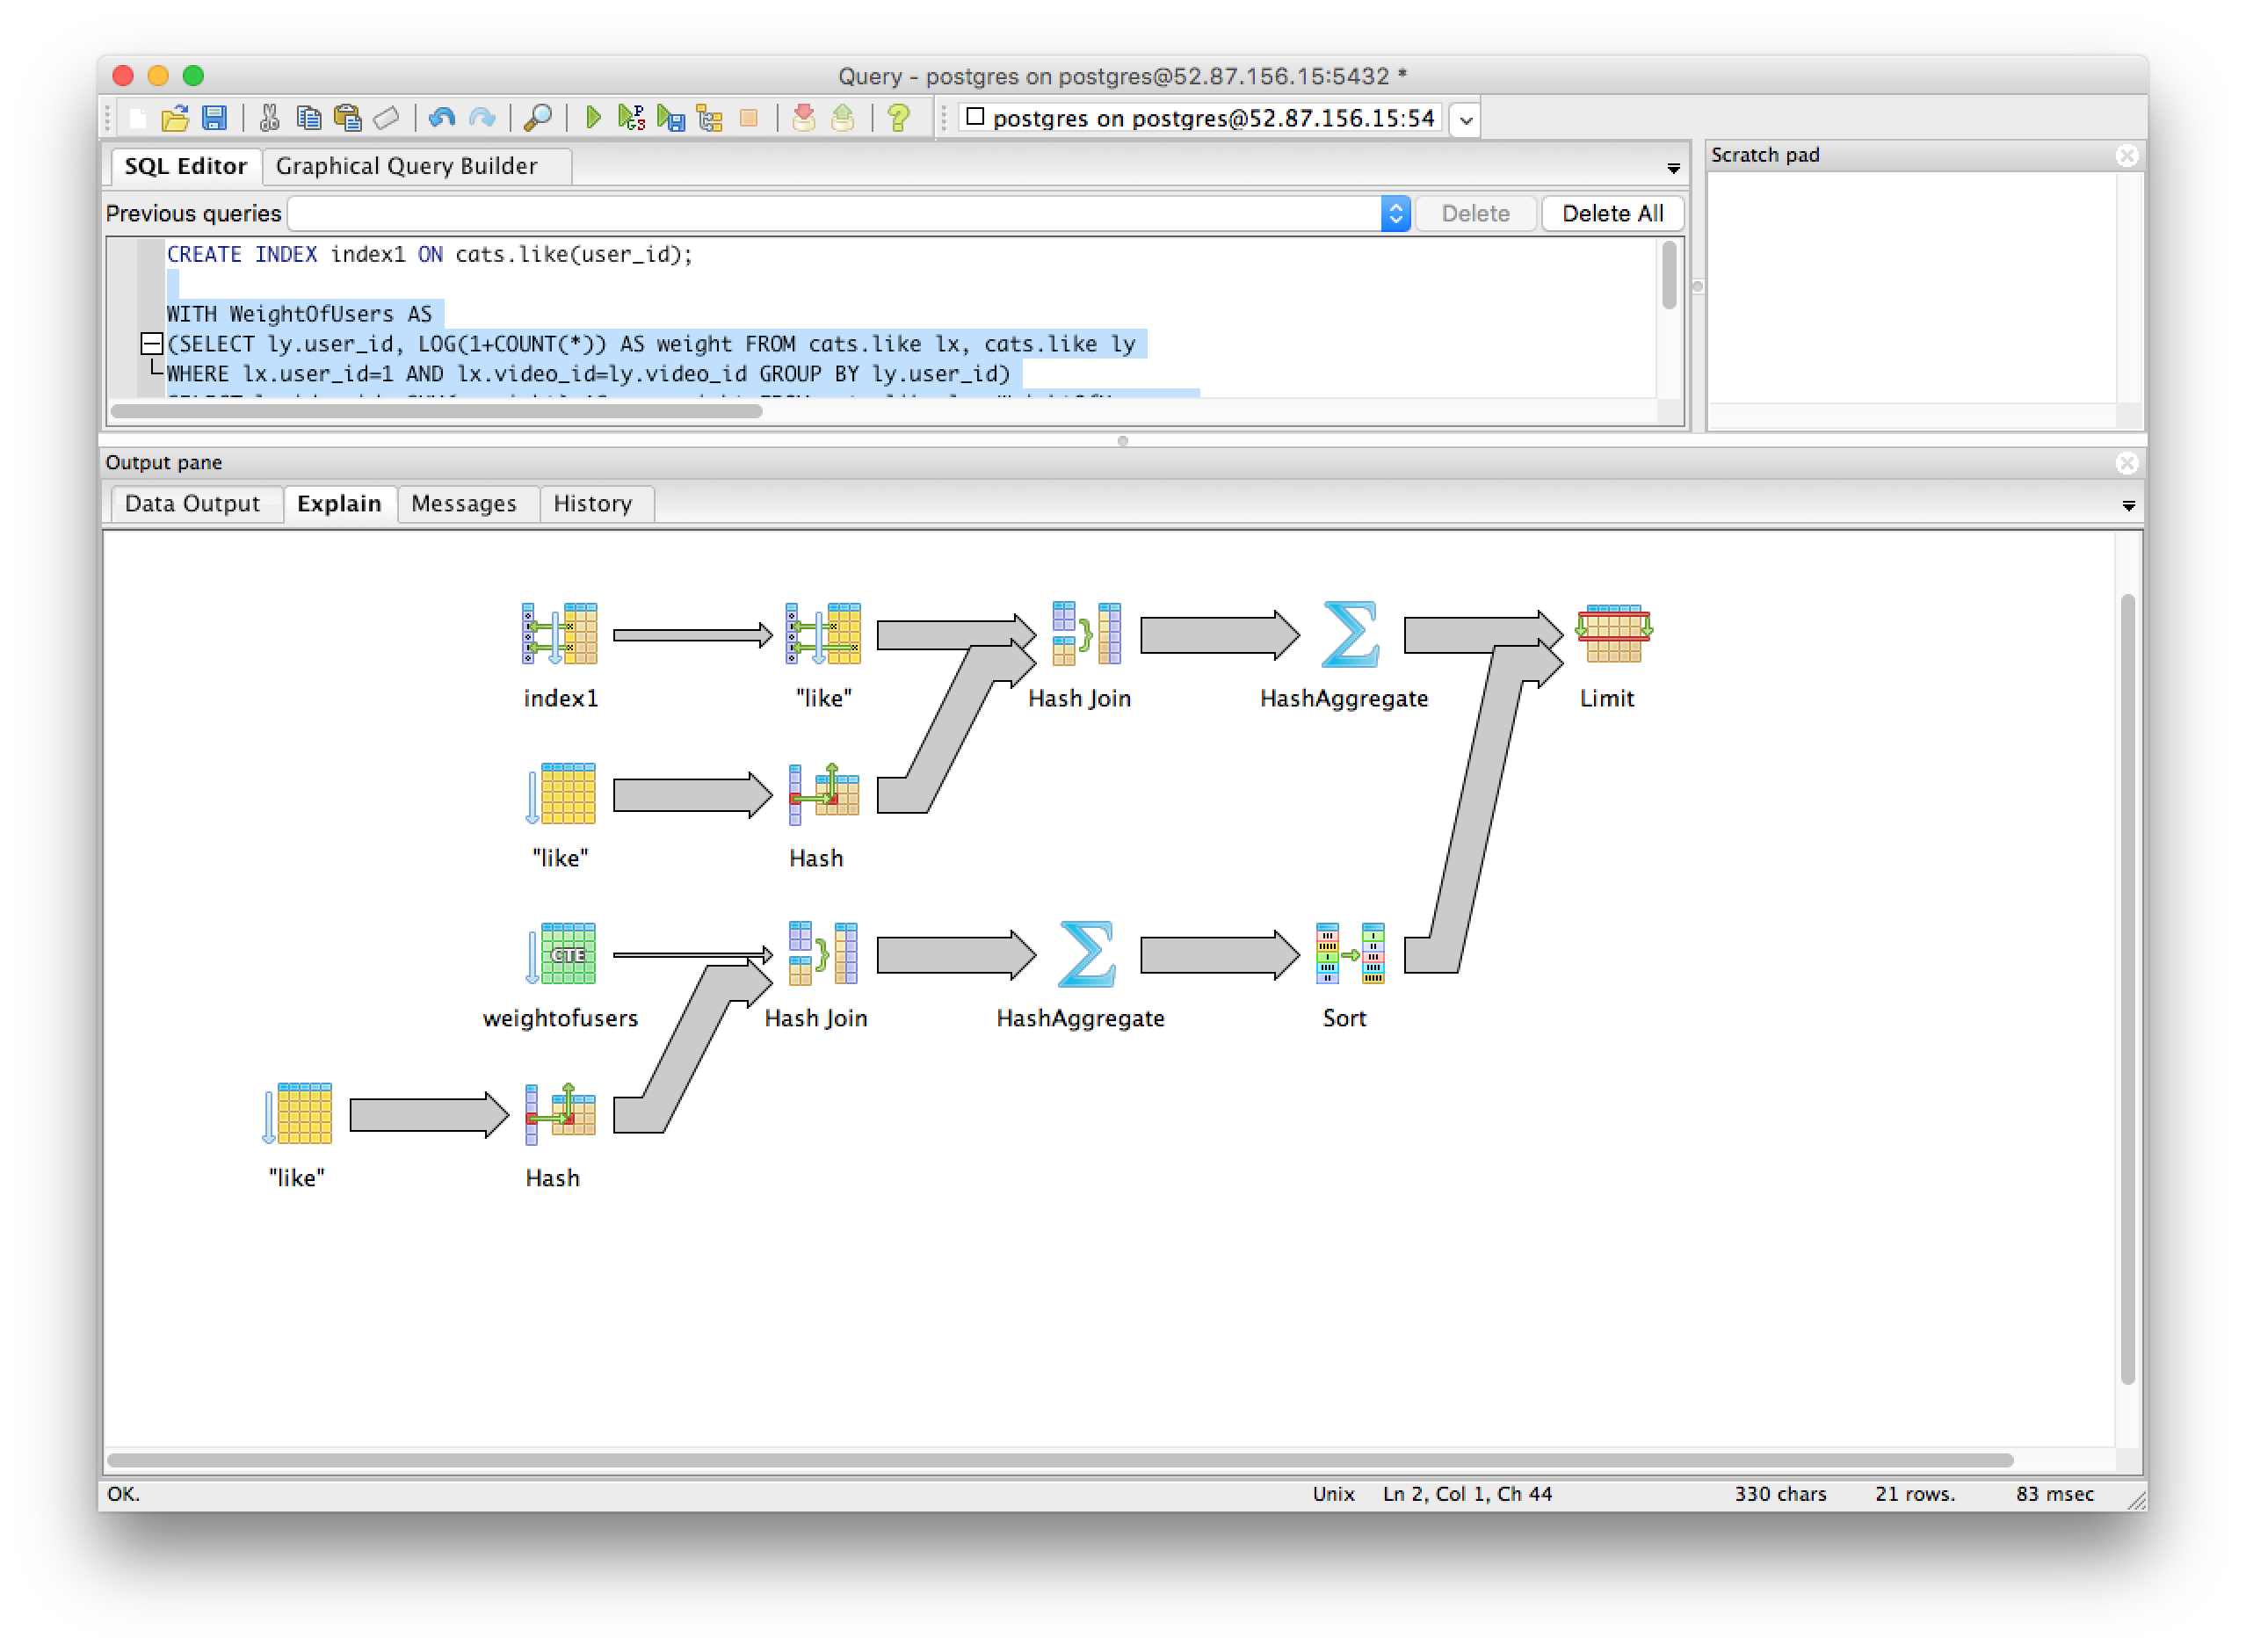 Query - postgres on postgres@52.87.156.15:5432 *
postgres on postgres@52.87.156.15:54
SQL Editor
Graphical Query Builder
Scratch pad
Previous queries
Delete
Delete All
CREATE INDEX index1 ON cats.like(user_id);
WITH WeightOfUsers AS
(SELECT ly.user_id, LOG(1+COUNT(*)) AS weight FROM cats.like lx, cats.like ly
WHERE lx.user_id=1 AND lx.video_id=ly.video_id GROUP BY ly.user_id)
Output pane
Data Output
Explain
Messages
History
index1
"like"
Hash Join
HashAggregate
Limit
"like"
Hash
CTE
weightofusers
Hash Join
HashAggregate
Sort
"like"
Hash
OK.
Unix
Ln 2, Col 1, Ch 44
330 chars
21 rows.
83 msec